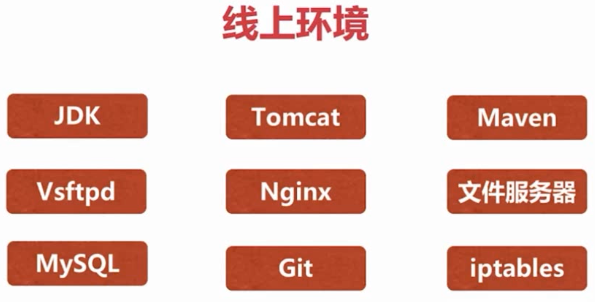 线上环境
JDK
Tomcat
Maven
Vsftpd
Nginx
文件服务器
MySQL
Git
iptables